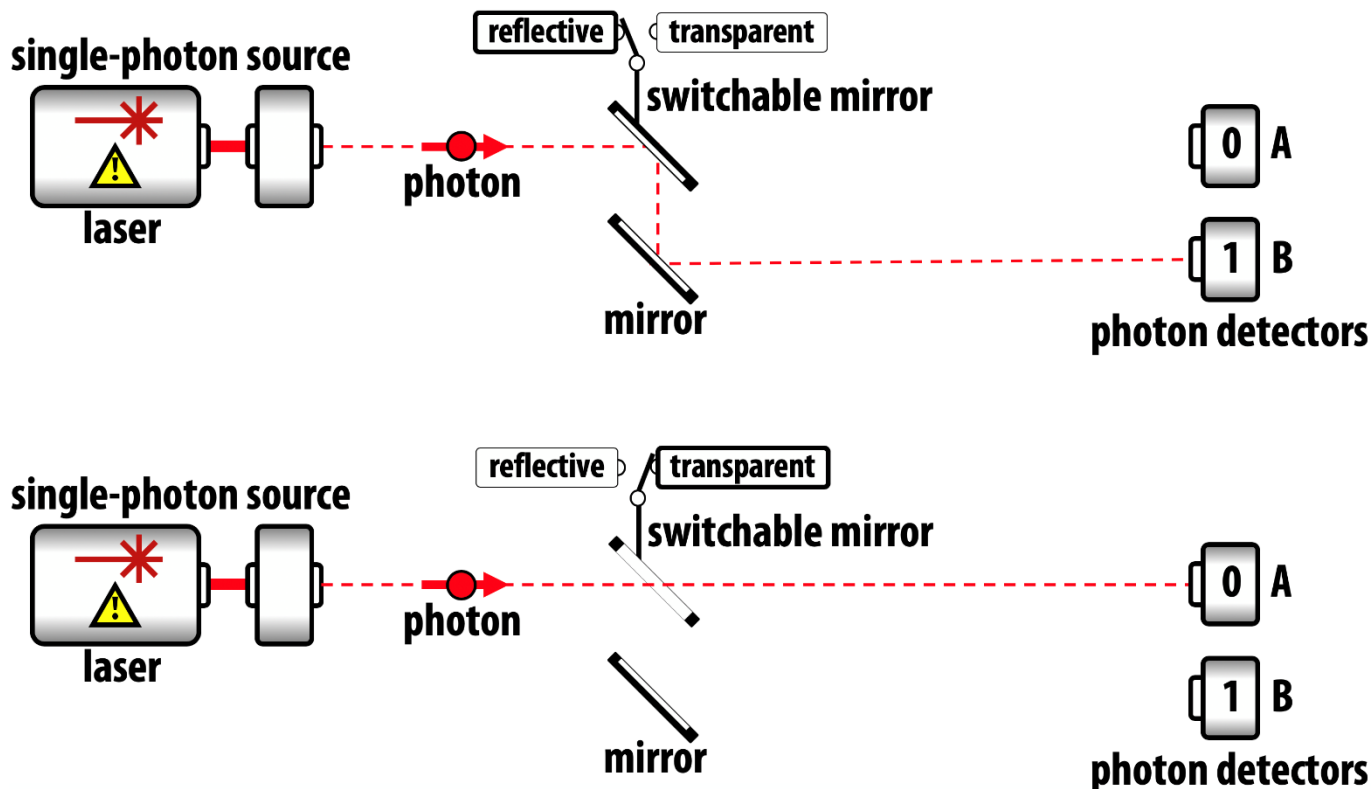 reflective transparent
single-photon source
switchable mirror
!
0 A
photon
laser
1 B
mirror
photon detectors
reflective transparent
single-photon source
switchable mirror
!
0 A
photon
laser
1 B
mirror
photon detectors